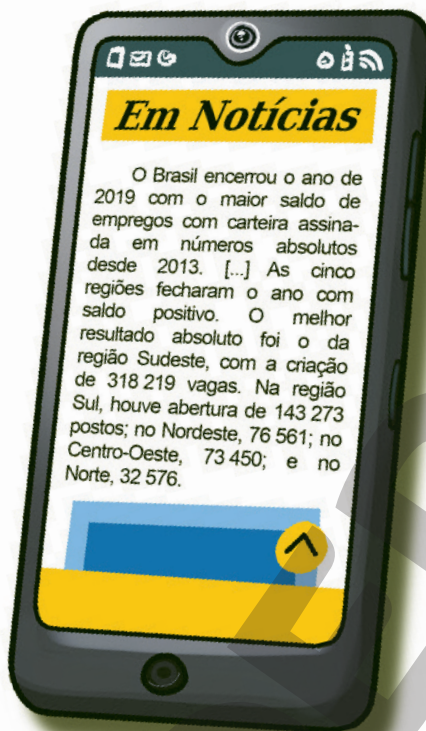 Em Notícias
O Brasil encerrou o ano de
2019 com o maior saldo de
empregos com carteira assina-
da em números absolutos
desde 2013. [...] As cinco
regiões fecharam o ano com
saldo positivo. O melhor
resultado absoluto foi o da
região Sudeste, com a criação
de 318 219 vagas. Na região
Sul, houve abertura de 143 273
postos; no Nordeste, 76 561; no
Centro-Oeste, 73 450; e no
Norte, 32 576.